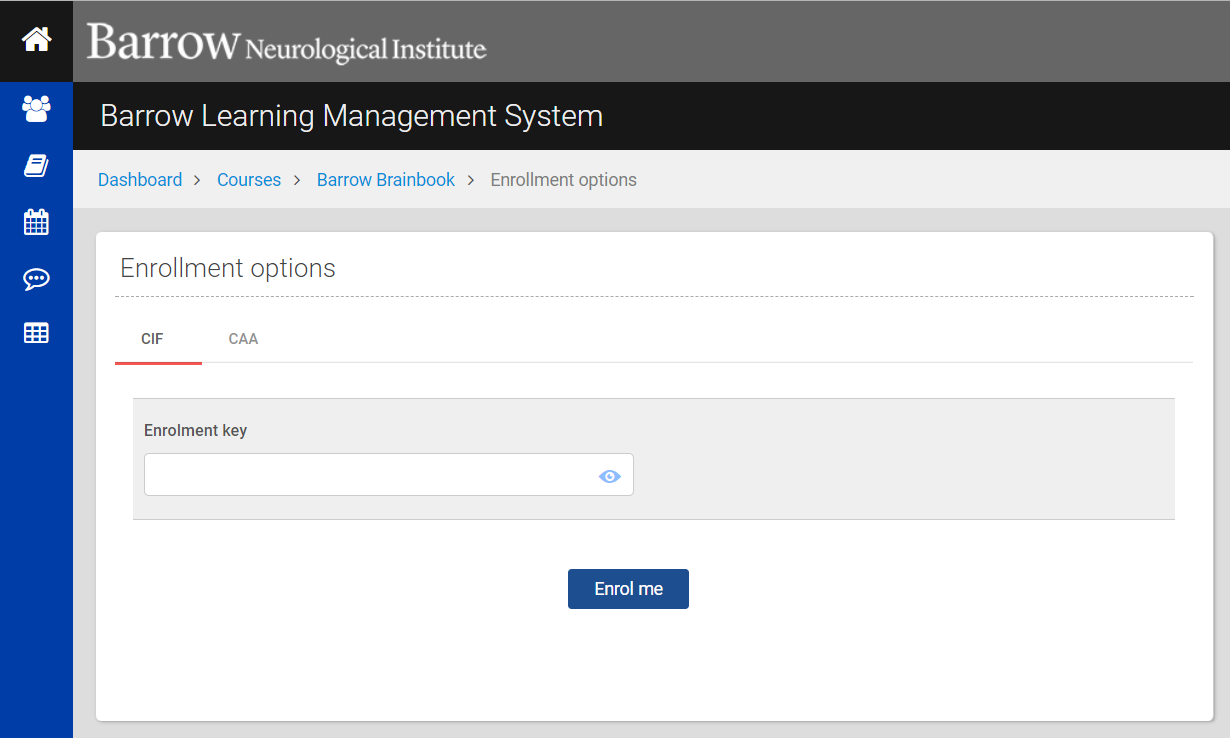 Barrow Neurological Institute
Barrow Learning Management System
Dashboard > Courses > Barrow Brainbook > Enrollment options
Enrollment options
CIF CAA
Enrolment key
Enrol me